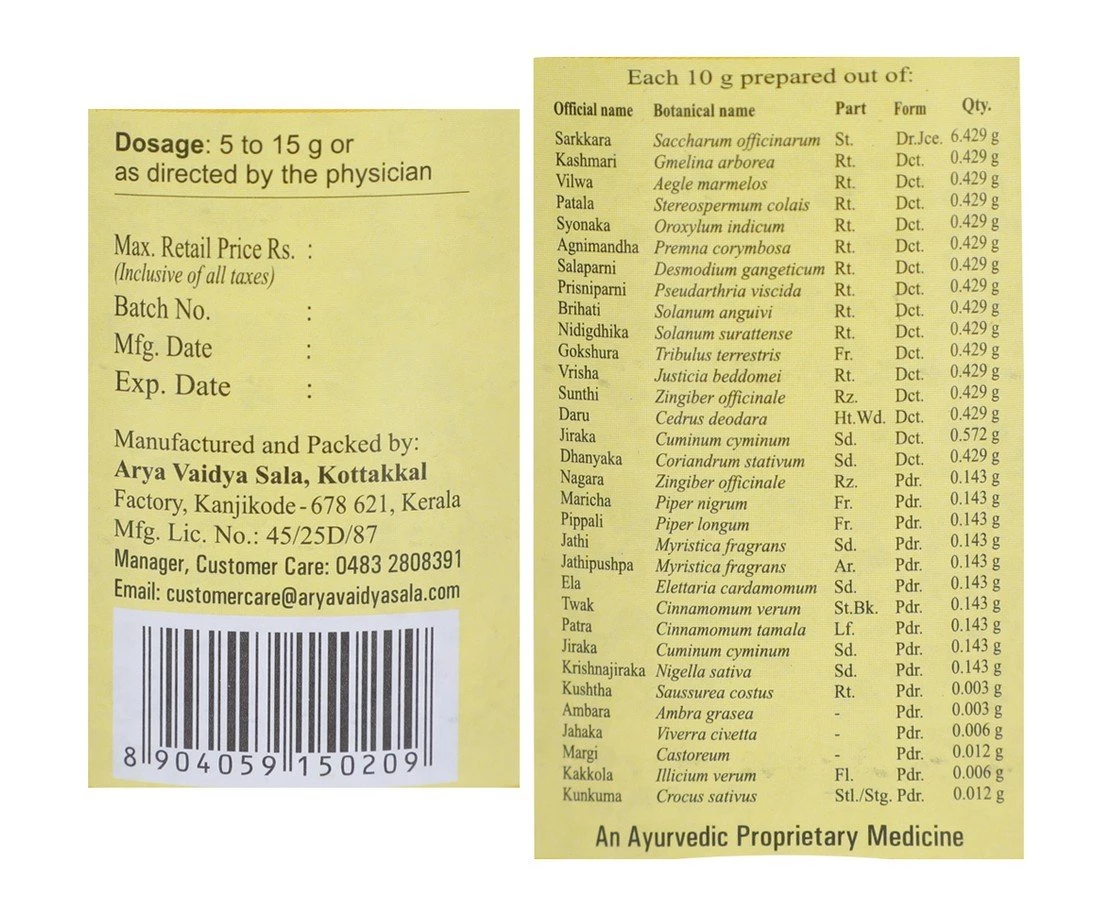 Dosage: 5 to 15 g or
as directed by the physician
Max. Retail Price Rs. :
(Inclusive of all taxes)
Batch No. :
Mfg. Date :
Exp. Date :
Manufactured and Packed by:
Arya Vaidya Sala, Kottakkal
Factory, Kanjikode - 678 621, Kerala
Mfg. Lic. No.: 45/25D/87
Manager, Customer Care: 0483 2808391
Email: customercare@aryavaidyasala.com
8 904059 150209
Each 10 g prepared out of:
Official name Botanical name Part Form Qty.
Sarkkara Saccharum officinarum St. Dr.Jce. 6.429 g
Kashmari Gmelina arborea Rt. Dct. 0.429 g
Vilwa Aegle marmelos Rt. Dct. 0.429 g
Patala Stereospermum colais Rt. Dct. 0.429 g
Syonaka Oroxylum indicum Rt. Dct. 0.429 g
Agnimandha Premna corymbosa Rt. Dct. 0.429 g
Salaparni Desmodium gangeticum Rt. Dct. 0.429 g
Prisniparni Pseudarthria viscida Rt. Dct. 0.429 g
Brihati Solanum anguivi Rt. Dct. 0.429 g
Nidigdhika Solanum surattense Rt. Dct. 0.429 g
Gokshura Tribulus terrestris Fr. Dct. 0.429 g
Vrisha Justicia beddomei Rt. Dct. 0.429 g
Sunthi Zingiber officinale Rz. Dct. 0.429 g
Daru Cedrus deodara Ht.Wd. Dct. 0.429 g
Jiraka Cuminum cyminum Sd. Dct. 0.572 g
Dhanyaka Coriandrum stativum Sd. Dct. 0.429 g
Nagara Zingiber officinale Rz. Pdr. 0.143 g
Maricha Piper nigrum Fr. Pdr. 0.143 g
Pippali Piper longum Fr. Pdr. 0.143 g
Jathi Myristica fragrans Sd. Pdr. 0.143 g
Jathipushpa Myristica fragrans Ar. Pdr. 0.143 g
Ela Elettaria cardamomum Sd. Pdr. 0.143 g
Twak Cinnamomum verum St.Bk. Pdr. 0.143 g
Patra Cinnamomum tamala Lf. Pdr. 0.143 g
Jiraka Cuminum cyminum Sd. Pdr. 0.143 g
Krishnajiraka Nigella sativa Sd. Pdr. 0.143 g
Kushtha Saussurea costus Rt. Pdr. 0.003 g
Ambara Ambra grasea - Pdr. 0.003 g
Jahaka Viverra civetta - Pdr. 0.006 g
Margi Castoreum - Pdr. 0.012 g
Kakkola Illicium verum Fl. Pdr. 0.006 g
Kunkuma Crocus sativus Stl./Stg. Pdr. 0.012 g
An Ayurvedic Proprietary Medicine